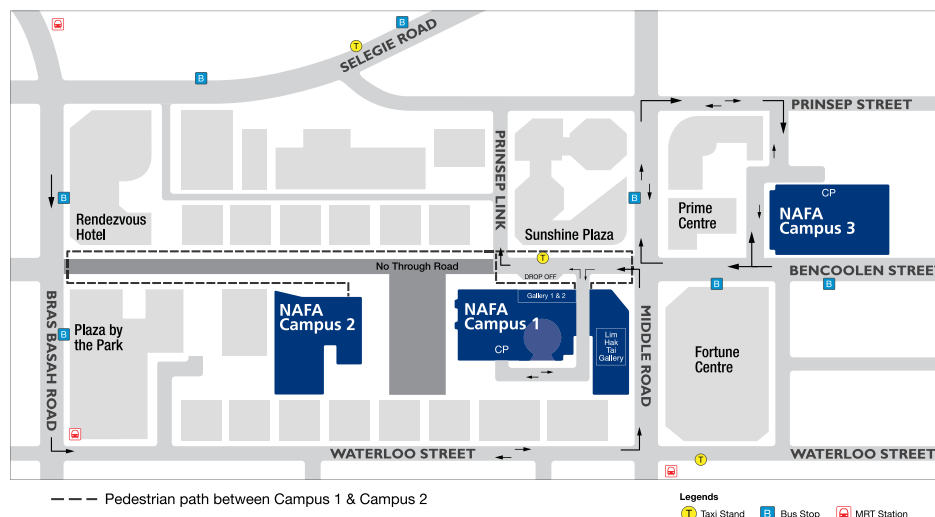 B
T
SELEGIE ROAD
B
PRINSEP STREET
PRINSEP LINK
CP
NAFA
Campus 3
B
B
Rendezvous
Hotel
Sunshine Plaza
Prime
Centre
T
No Through Road
DROP OFF
BENCOOLEN STREET
B
B
Gallery 1 & 2
NAFA
Campus 2
NAFA
Campus 1
CP
Lim
Hak
Tai
Gallery
BRAS BASAH ROAD
B
Plaza by
the Park
MIDDLE ROAD
Fortune
Centre
WATERLOO STREET
T
WATERLOO STREET
Pedestrian path between Campus 1 & Campus 2
Legends
T Taxi Stand
B Bus Stop
MRT Station